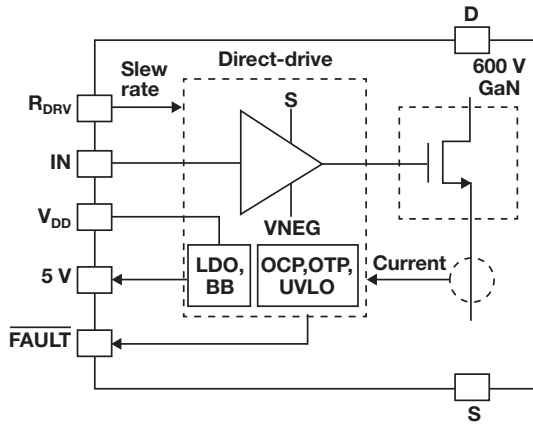 D
Direct-drive
600 V
GaN
Slew
rate
R_DRV
S
IN
V_DD
VNEG
5 V
LDO,
BB
OCP,OTP,
UVLO
Current
FAULT
S